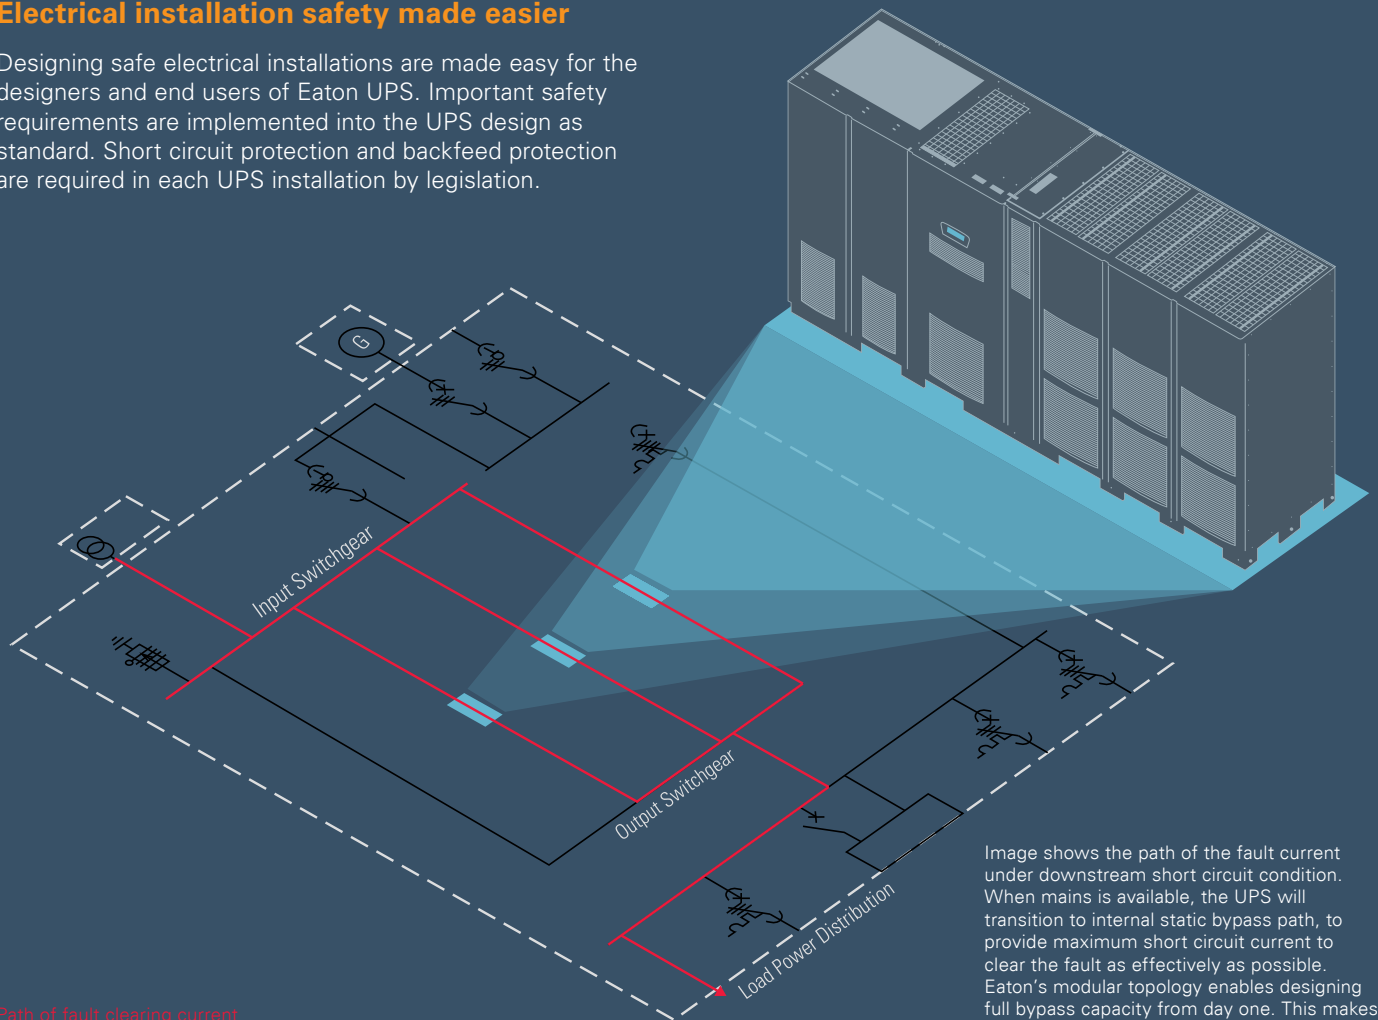 Electrical installation safety made easier
Designing safe electrical installations are made easy for the
designers and end users of Eaton UPS. Important safety
requirements are implemented into the UPS design as
standard. Short circuit protection and backfeed protection
are required in each UPS installation by legislation.
G
Input Switchgear
Output Switchgear
Load Power Distribution
Image shows the path of the fault current
under downstream short circuit condition.
When mains is available, the UPS will
transition to internal static bypass path, to
provide maximum short circuit current to
clear the fault as effectively as possible.
Eaton's modular topology enables designing
full bypass capacity from day one. This makes
Path of fault clearing current